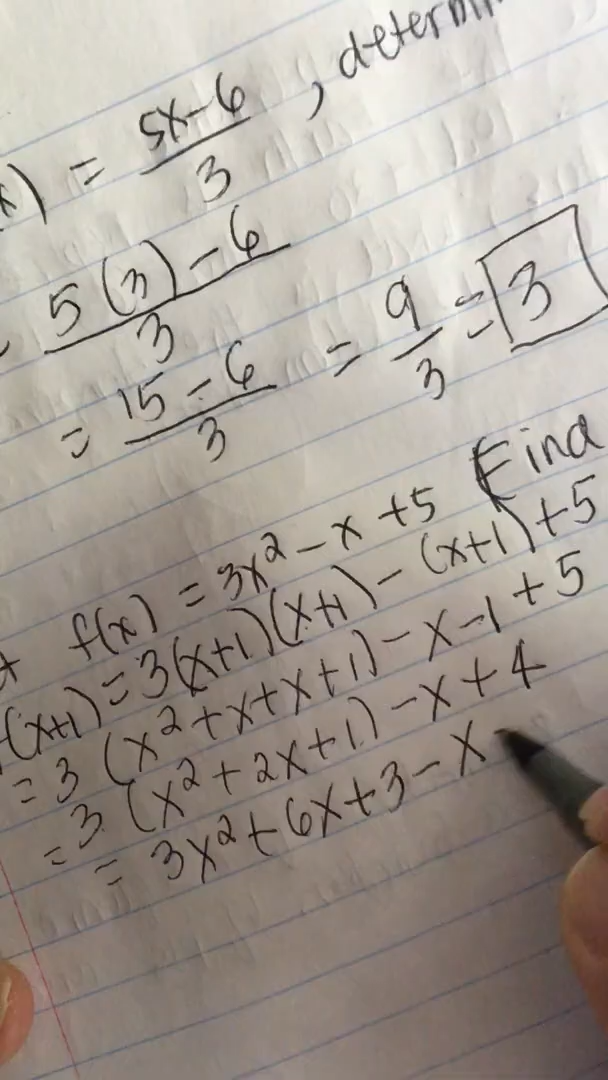 ) = 5x-6/3 , determi
5(3)-6/3
= 15-6/3 = 9/3 = 3
f(x) = 3x²-x+5 Find
(x+1) = 3(x+1)(x+1)-(x+1)+5
= 3 (x²+x+x+1)-x-1+5
= 3 (x²+2x+1)-x+4
= 3x²+6x+3-x